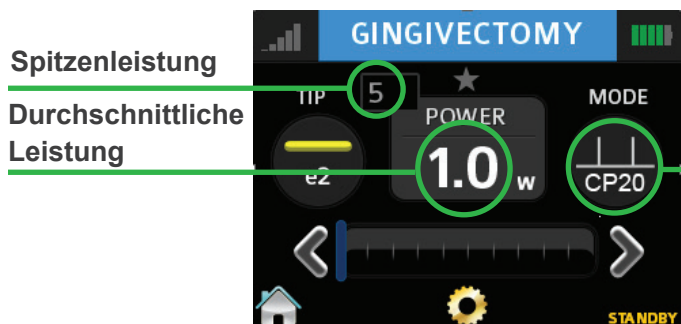 GINGIVECTOMY
Spitzenleistung
Durchschnittliche
Leistung
TIP
5
POWER
MODE
e2
1.0 w
CP20
STANDBY